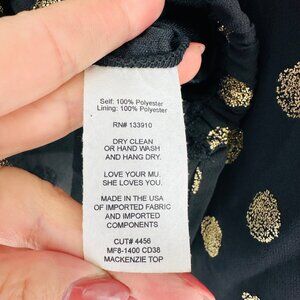 Self: 100% Polyester
Lining: 100% Polyester
RN# 133910
DRY CLEAN
OR HAND WASH
AND HANG DRY.
LOVE YOUR MU.
SHE LOVES YOU.
MADE IN THE USA
OF IMPORTED FABRIC
AND IMPORTED
COMPONENTS
CUT# 4456
MF8-1400 CD38
MACKENZIE TOP